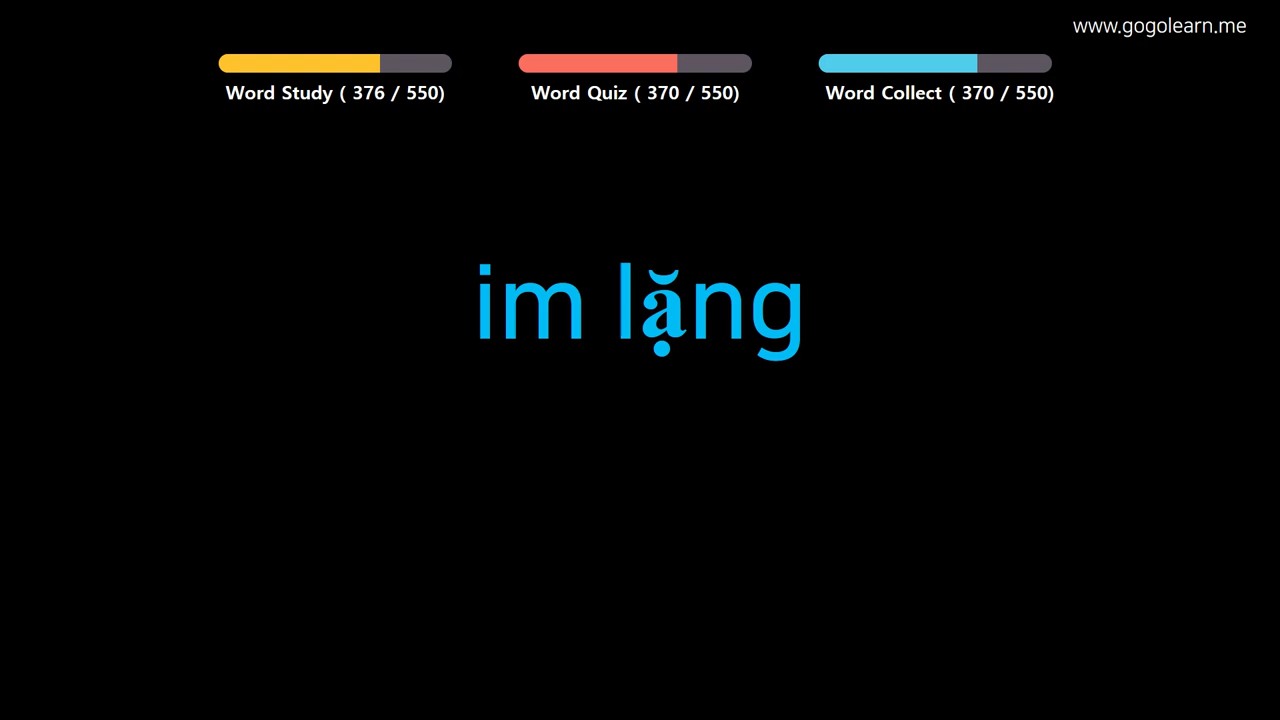 www.gogolearn.me
Word Study ( 376 / 550)
Word Quiz ( 370 / 550)
Word Collect ( 370 / 550)
im lặng